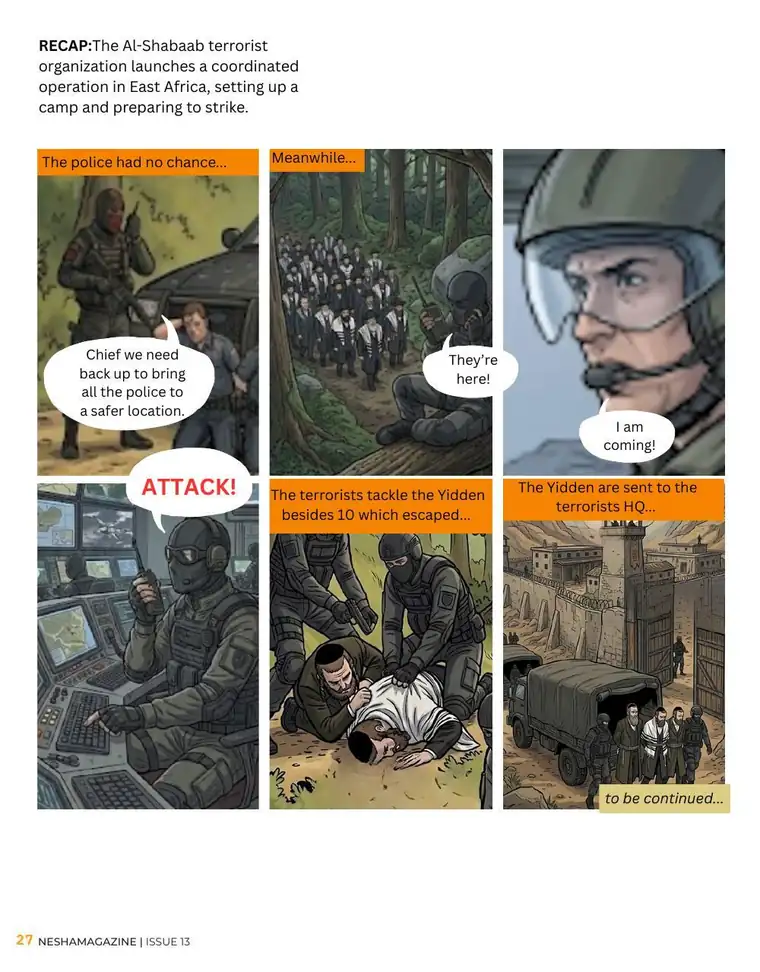 RECAP:The Al-Shabaab terrorist
organization launches a coordinated
operation in East Africa, setting up a
camp and preparing to strike.
The police had no chance...
Chief we need
back up to bring
all the police to
a safer location.
Meanwhile...
They're
here!
I am
coming!
ATTACK!
The terrorists tackle the Yidden
besides 10 which escaped...
The Yidden are sent to the
terrorists HQ...
to be continued...
27 NESHAMAGAZINE | ISSUE 13